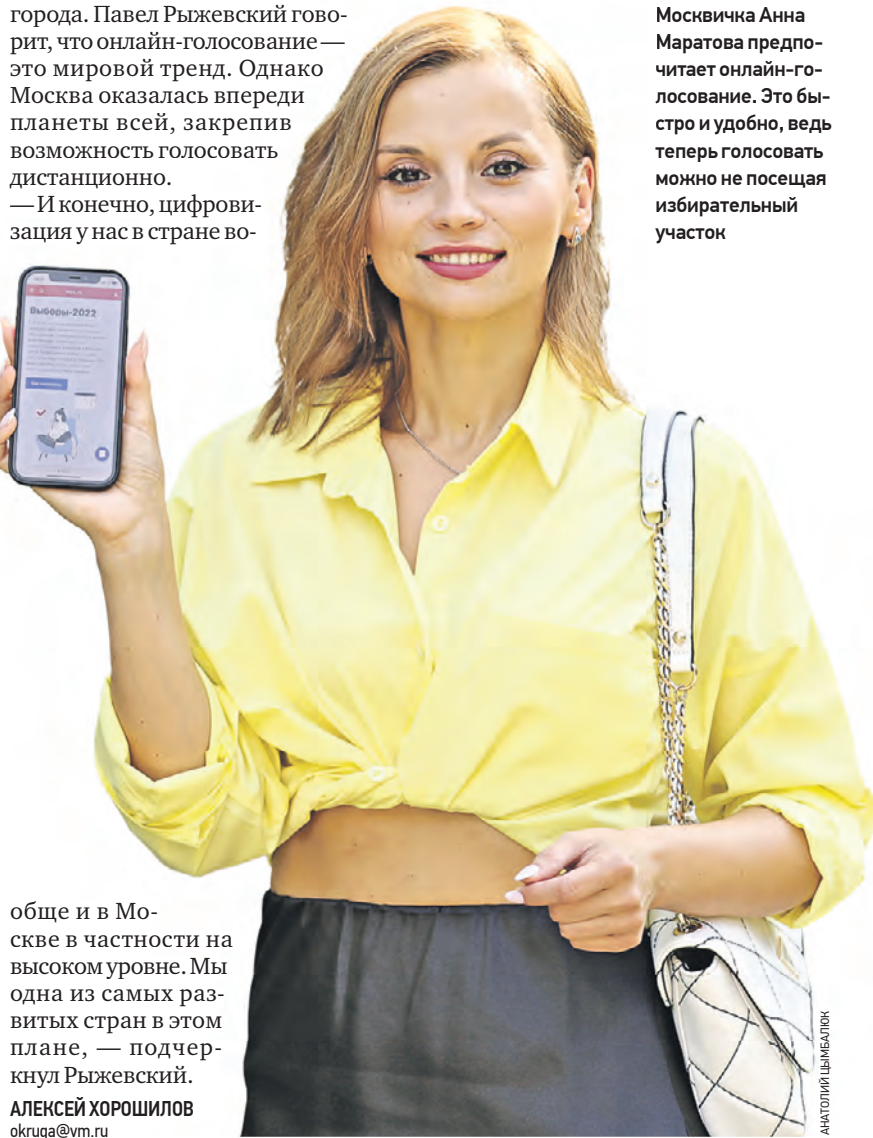 города. Павел Рыжевский гово-
рит, что онлайн-голосование —
это мировой тренд. Однако
Москва оказалась впереди
планеты всей, закрепив
возможность голосовать
дистанционно.
— И конечно, цифрови-
зация у нас в стране во-
обще и в Мо-
скве в частности на
высоком уровне. Мы
одна из самых раз-
витых стран в этом
плане, — подчер-
кнул Рыжевский.
АЛЕКСЕЙ ХОРОШИЛОВ
okruga@vm.ru
Москвичка Анна
Маратова предпо-
читает онлайн-го-
лосование. Это бы-
стро и удобно, ведь
теперь голосовать
можно не посещая
избирательный
участок
Выборы-2022
АНАТОЛИЙ ЦЫМБАЛЮК